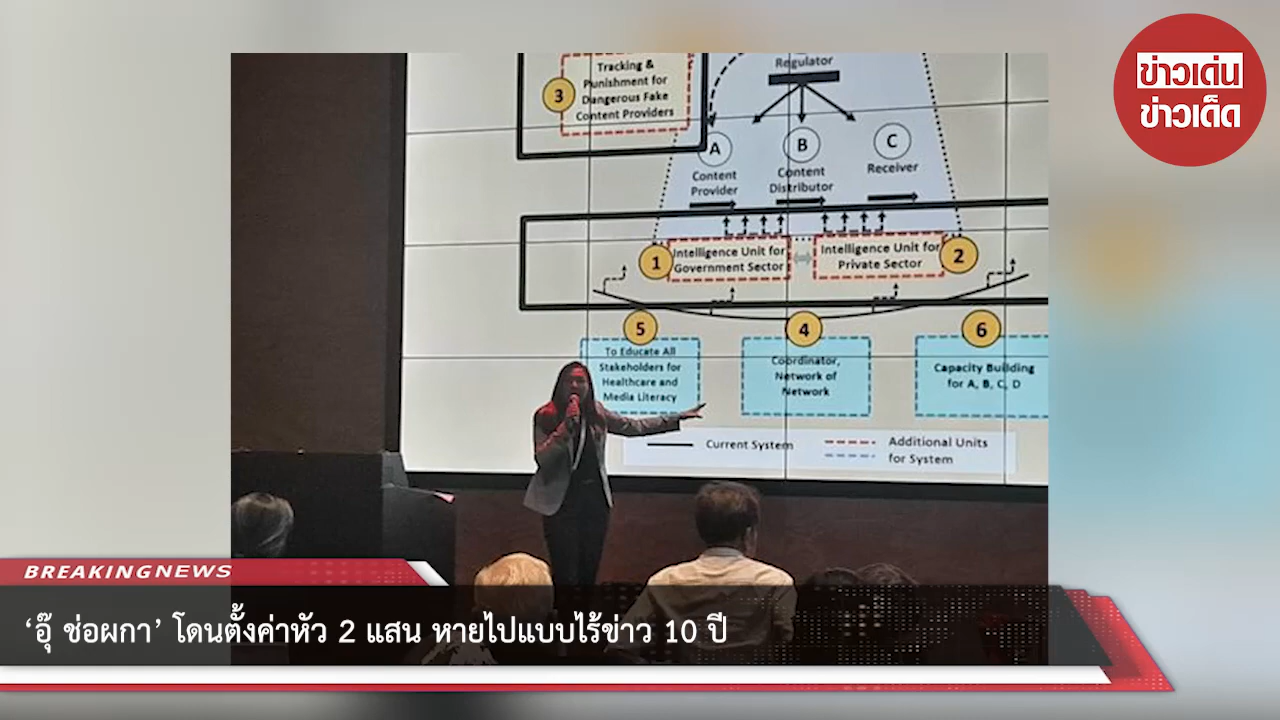 ข่าวเด่น
ข่าวเด็ด
Regulator
3
Tracking &
Punishment for
Dangerous Fake
Content Providers
A
B
C
Content
Provider
Content
Distributor
Receiver
1
Intelligence Unit for
Government Sector
Intelligence Unit for
Private Sector
2
5
4
6
To Educate All
Stakeholders for
Healthcare and
Media Literacy
Coordinator,
Network of
Network
Capacity Building
for A, B, C, D
Current System
Additional Units
for System
BREAKING NEWS
‘อุ๊ ช่อผกา’ โดนตั้งค่าหัว 2 แสน หายไปแบบไร้ข่าว 10 ปี